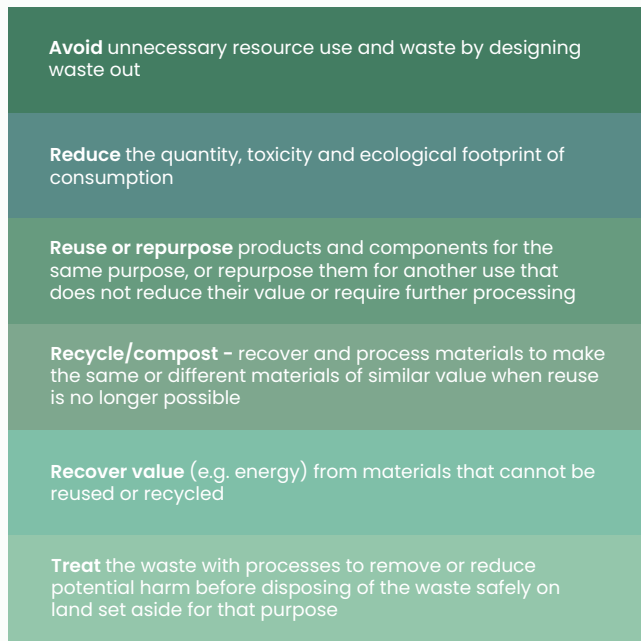 Avoid unnecessary resource use and waste by designing
waste out
Reduce the quantity, toxicity and ecological footprint of
consumption
Reuse or repurpose products and components for the
same purpose, or repurpose them for another use that
does not reduce their value or require further processing
Recycle/compost - recover and process materials to make
the same or different materials of similar value when reuse
is no longer possible
Recover value (e.g. energy) from materials that cannot be
reused or recycled
Treat the waste with processes to remove or reduce
potential harm before disposing of the waste safely on
land set aside for that purpose